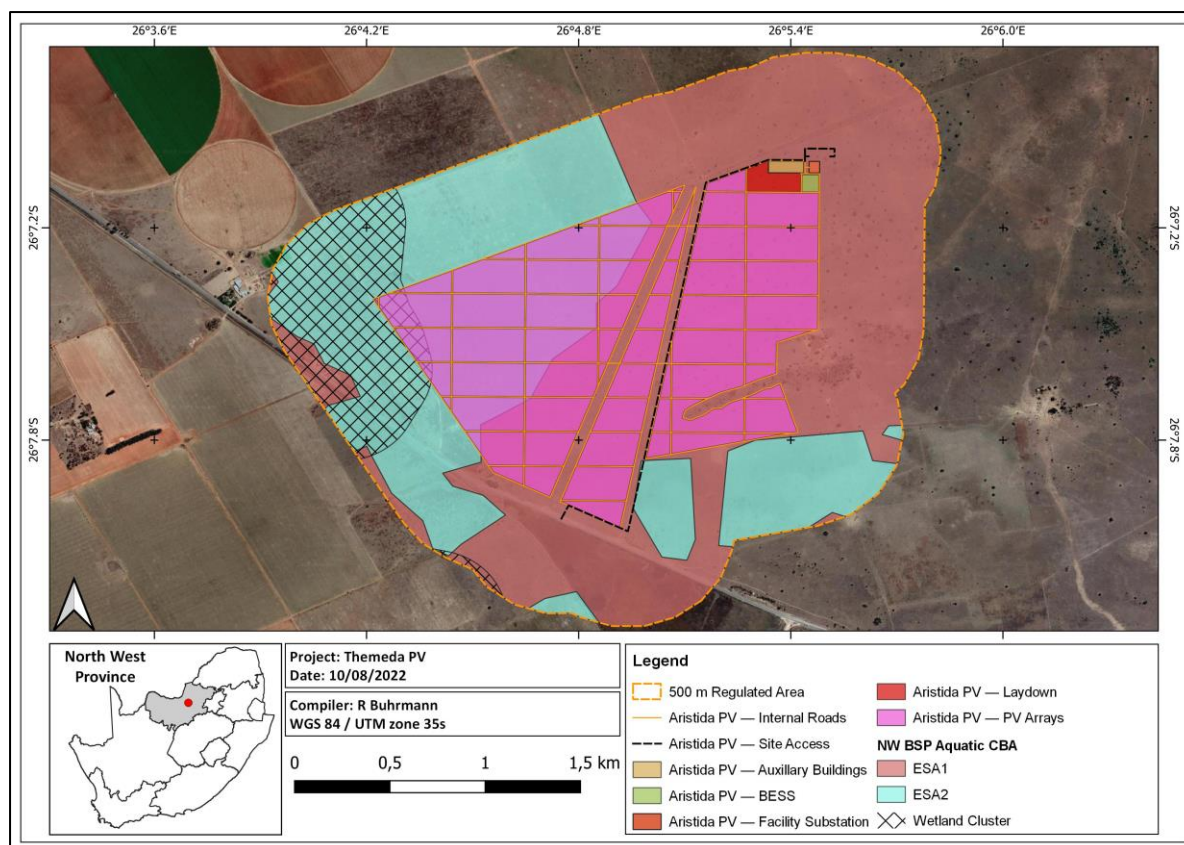 26°3.6'E 26°4.2'E 26°4.8'E 26°5.4'E 26°6.0'E
26°7.2'S 26°7.2'S
26°7.8'S 26°7.8'S
North West
Province
Project: Themeda PV
Date: 10/08/2022
Compiler: R Buhrmann
WGS 84 / UTM zone 35s
0 0,5 1 1,5 km
Legend
500 m Regulated Area
Aristida PV — Internal Roads
Aristida PV — Site Access
Aristida PV — Auxillary Buildings
Aristida PV — BESS
Aristida PV — Facility Substation
Aristida PV — Laydown
Aristida PV — PV Arrays
NW BSP Aquatic CBA
ESA1
ESA2
Wetland Cluster